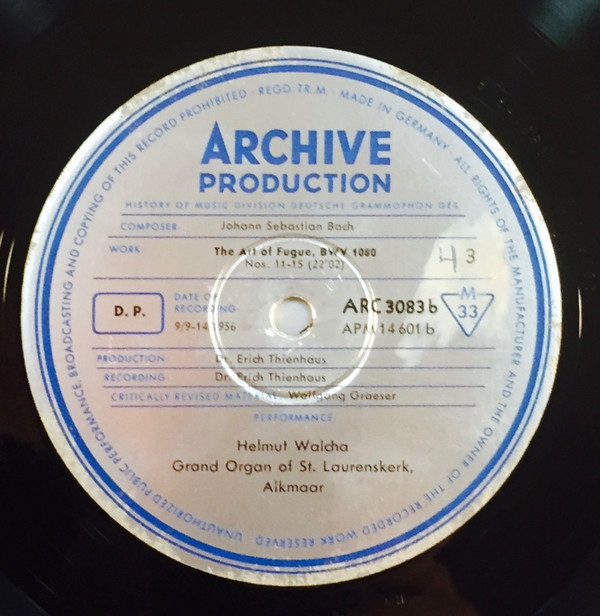 UNAUTHORIZED PUBLIC PERFORMANCE, BROADCASTING AND COPYING OF THIS RECORD PROHIBITED · REGD. TR. M. · MADE IN GERMANY · ALL RIGHTS OF THE MANUFACTURER AND THE OWNER OF THE RECORDED WORK RESERVED
ARCHIVE
PRODUCTION
HISTORY OF MUSIC DIVISION DEUTSCHE GRAMMOPHON GES.
COMPOSER Johann Sebastian Bach
WORK The Art of Fugue, BWV 1080
Nos. 11-15 (22'02)
43
D. P.
DATE OF
RECORDING:
9/9-14 1956
ARC 3083 b
APM 14 601 b
M
33
PRODUCTION: Dr. Erich Thienhaus
RECORDING: Dr. Erich Thienhaus
CRITICALLY REVISED MATERIAL: Wolfgang Graeser
PERFORMANCE:
Helmut Walcha
Grand Organ of St. Laurenskerk,
Alkmaar